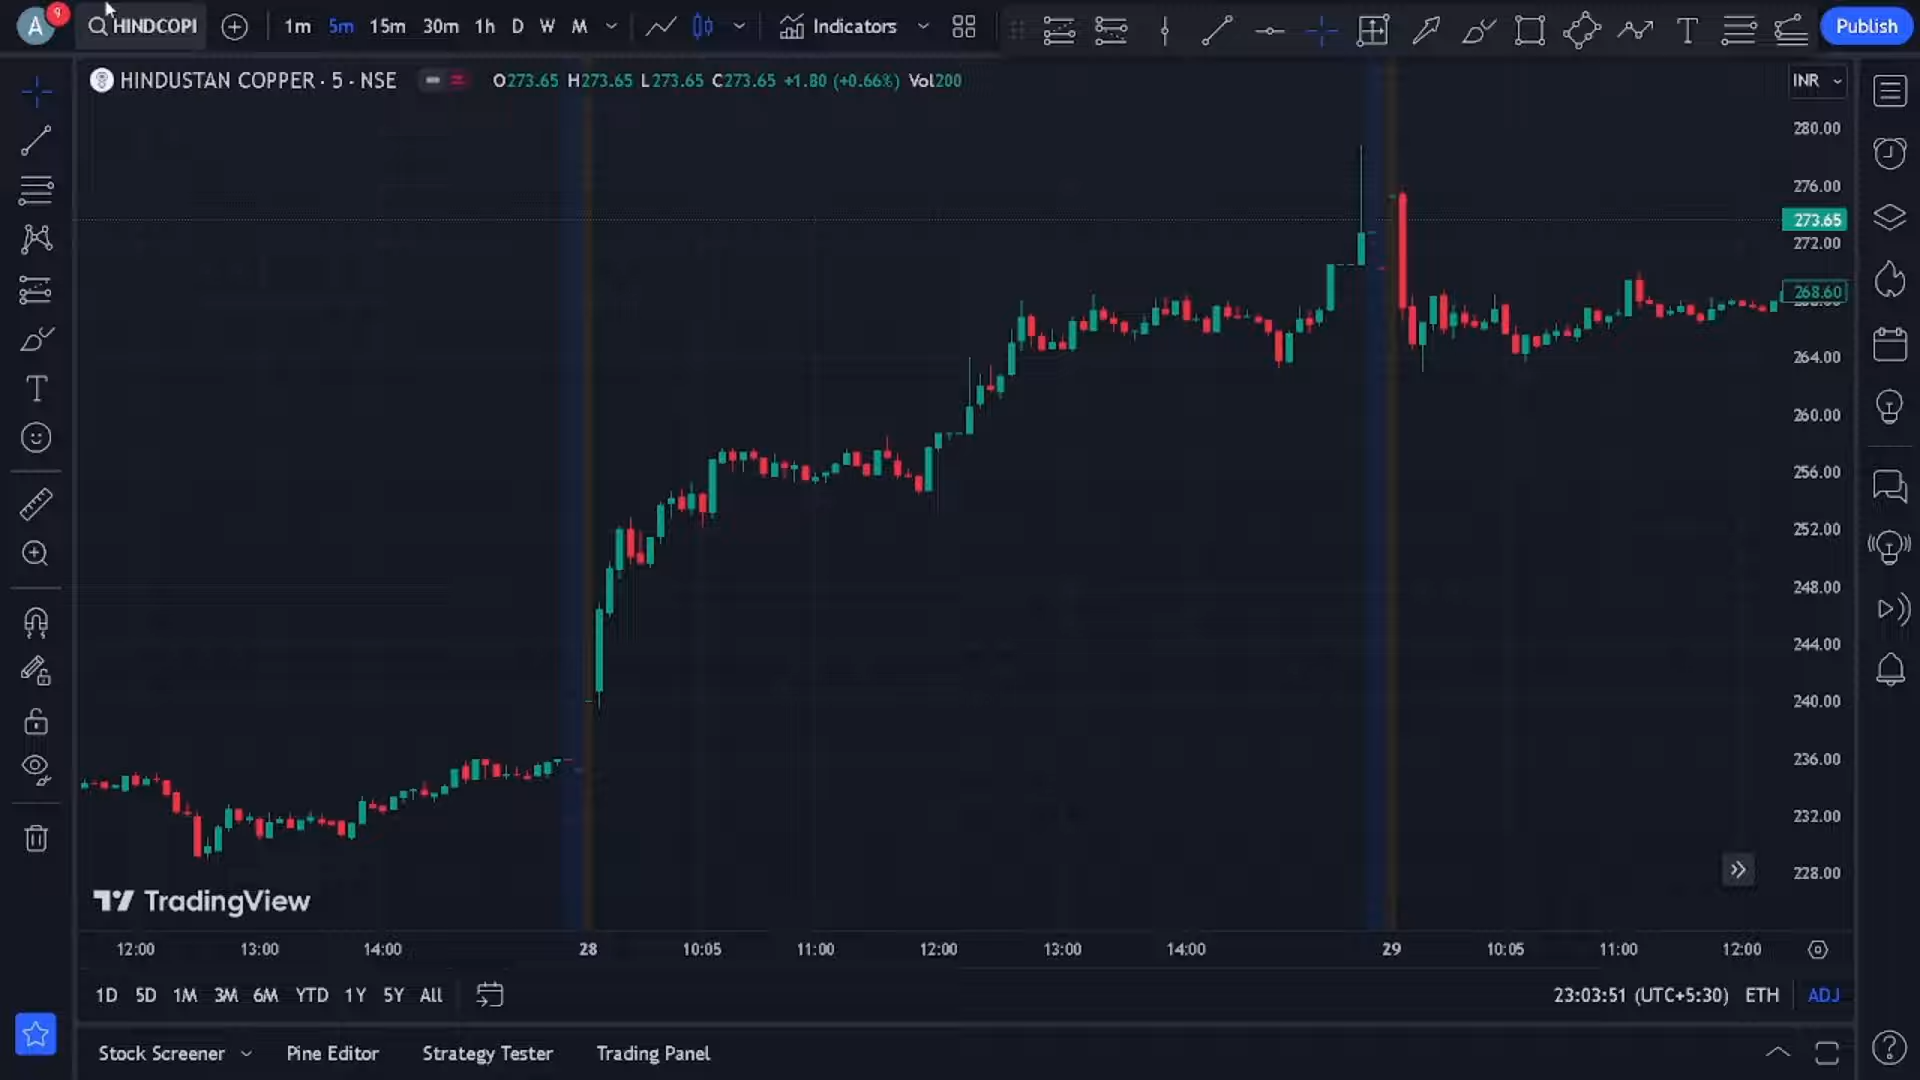 A 9 HINDCOPI 1m 5m 15m 30m 1h D W M Indicators Publish
HINDUSTAN COPPER · 5 · NSE O273.65 H273.65 L273.65 C273.65 +1.80 (+0.66%) Vol200 INR
280.00
276.00
273.65
272.00
268.60
264.00
260.00
256.00
252.00
248.00
244.00
240.00
236.00
232.00
228.00
TradingView
12:00 13:00 14:00 28 10:05 11:00 12:00 13:00 14:00 29 10:05 11:00 12:00
1D 5D 1M 3M 6M YTD 1Y 5Y All 23:03:51 (UTC+5:30) ETH ADJ
Stock Screener Pine Editor Strategy Tester Trading Panel